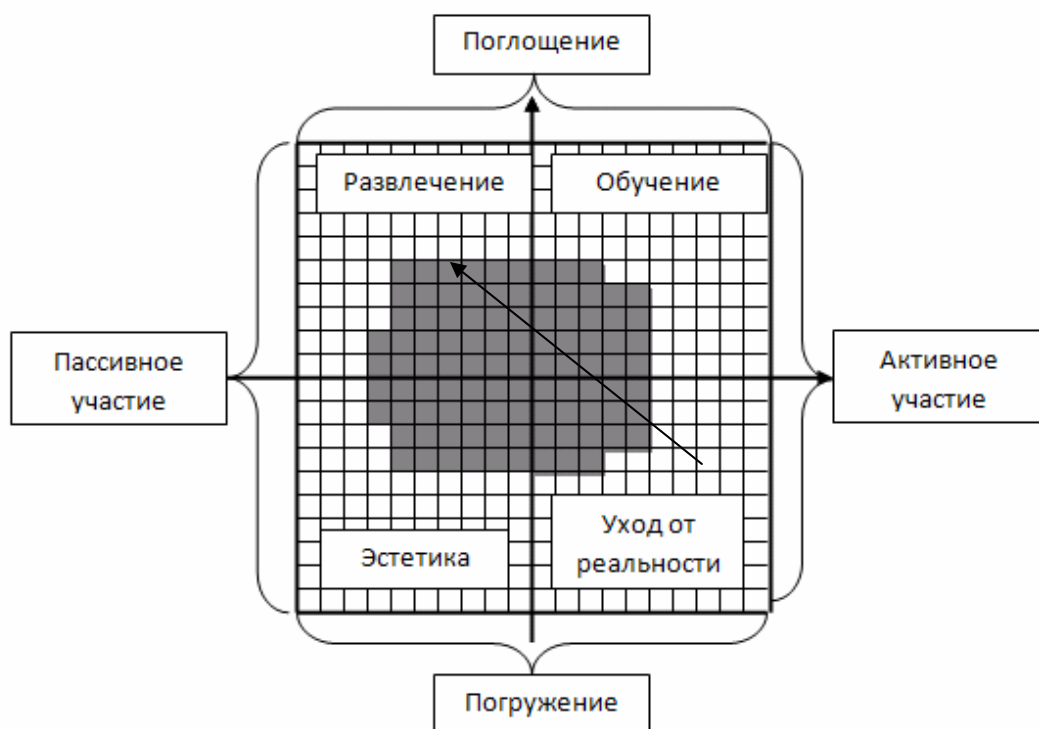 Поглощение
Развлечение
Обучение
Пассивное
участие
Активное
участие
Эстетика
Уход от
реальности
Погружение